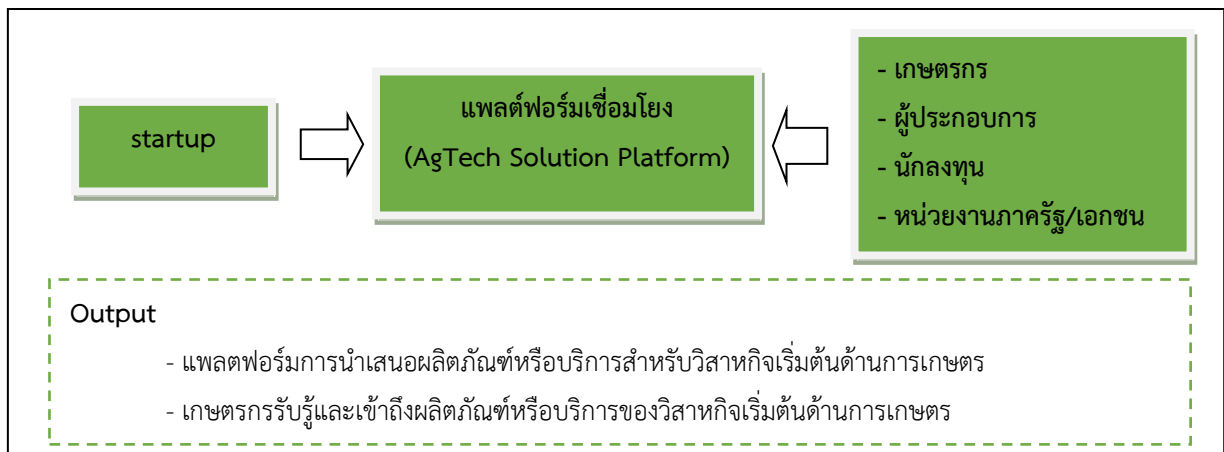 startup
แพลต์ฟอร์มเชื่อมโยง
(AgTech Solution Platform)
- เกษตรกร
- ผู้ประกอบการ
- นักลงทุน
- หน่วยงานภาครัฐ/เอกชน
Output
- แพลตฟอร์มการนำเสนอผลิตภัณฑ์หรือบริการสำหรับวิสาหกิจเริ่มต้นด้านการเกษตร
- เกษตรกรรับรู้และเข้าถึงผลิตภัณฑ์หรือบริการของวิสาหกิจเริ่มต้นด้านการเกษตร